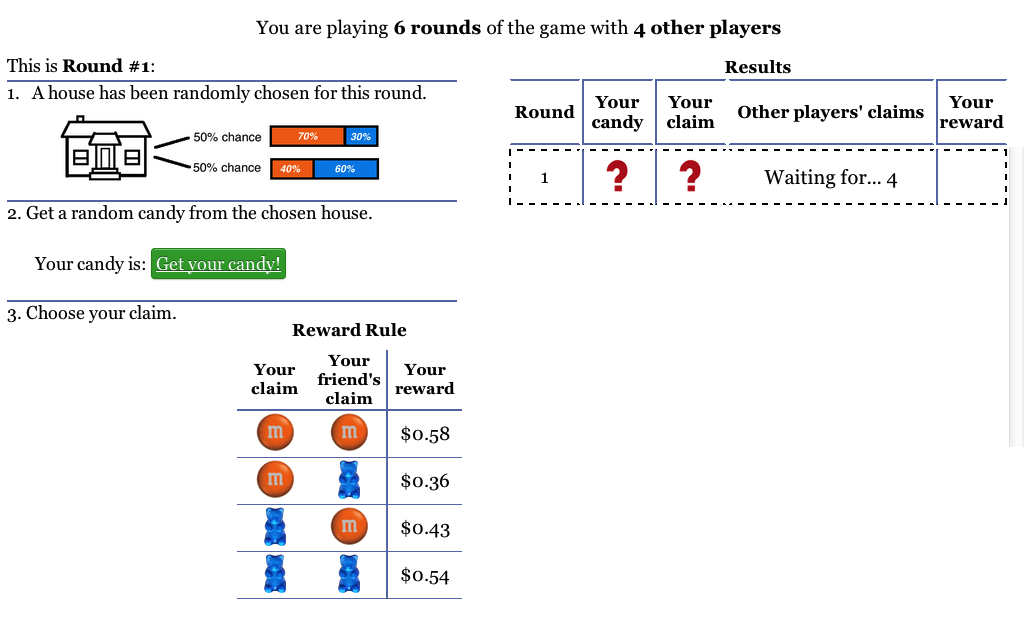 You are playing 6 rounds of the game with 4 other players
This is Round #1:
1. A house has been randomly chosen for this round.
50% chance 70% 30%
50% chance 40% 60%
2. Get a random candy from the chosen house.
Your candy is: Get your candy!
3. Choose your claim.
Reward Rule
Your claim Your friend's claim Your reward
m m $0.58
m $0.36
m $0.43
$0.54
Results
Round Your candy Your claim Other players' claims Your reward
1 ? ? Waiting for... 4